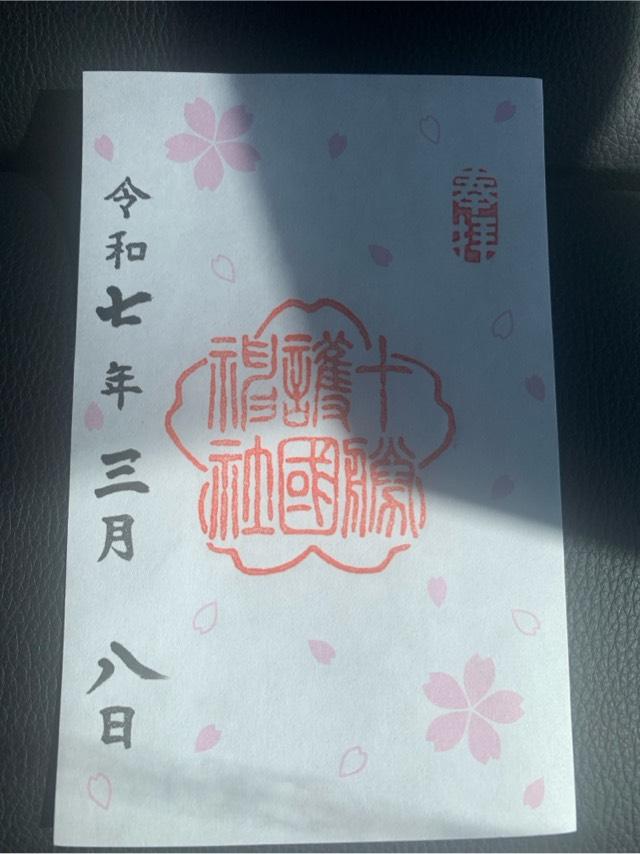 奉拝
十勝
護國
神社
令和七年三月八日